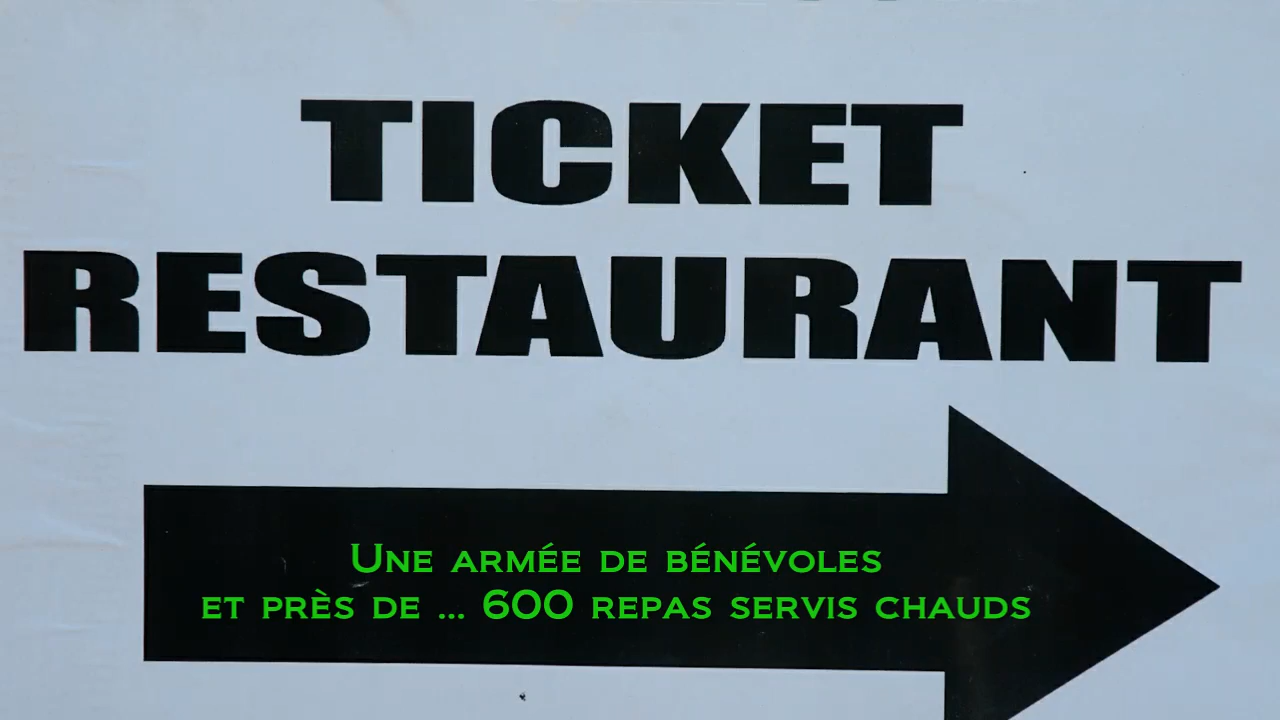 TICKET
RESTAURANT
Une armée de bénévoles
et près de ... 600 repas servis chauds